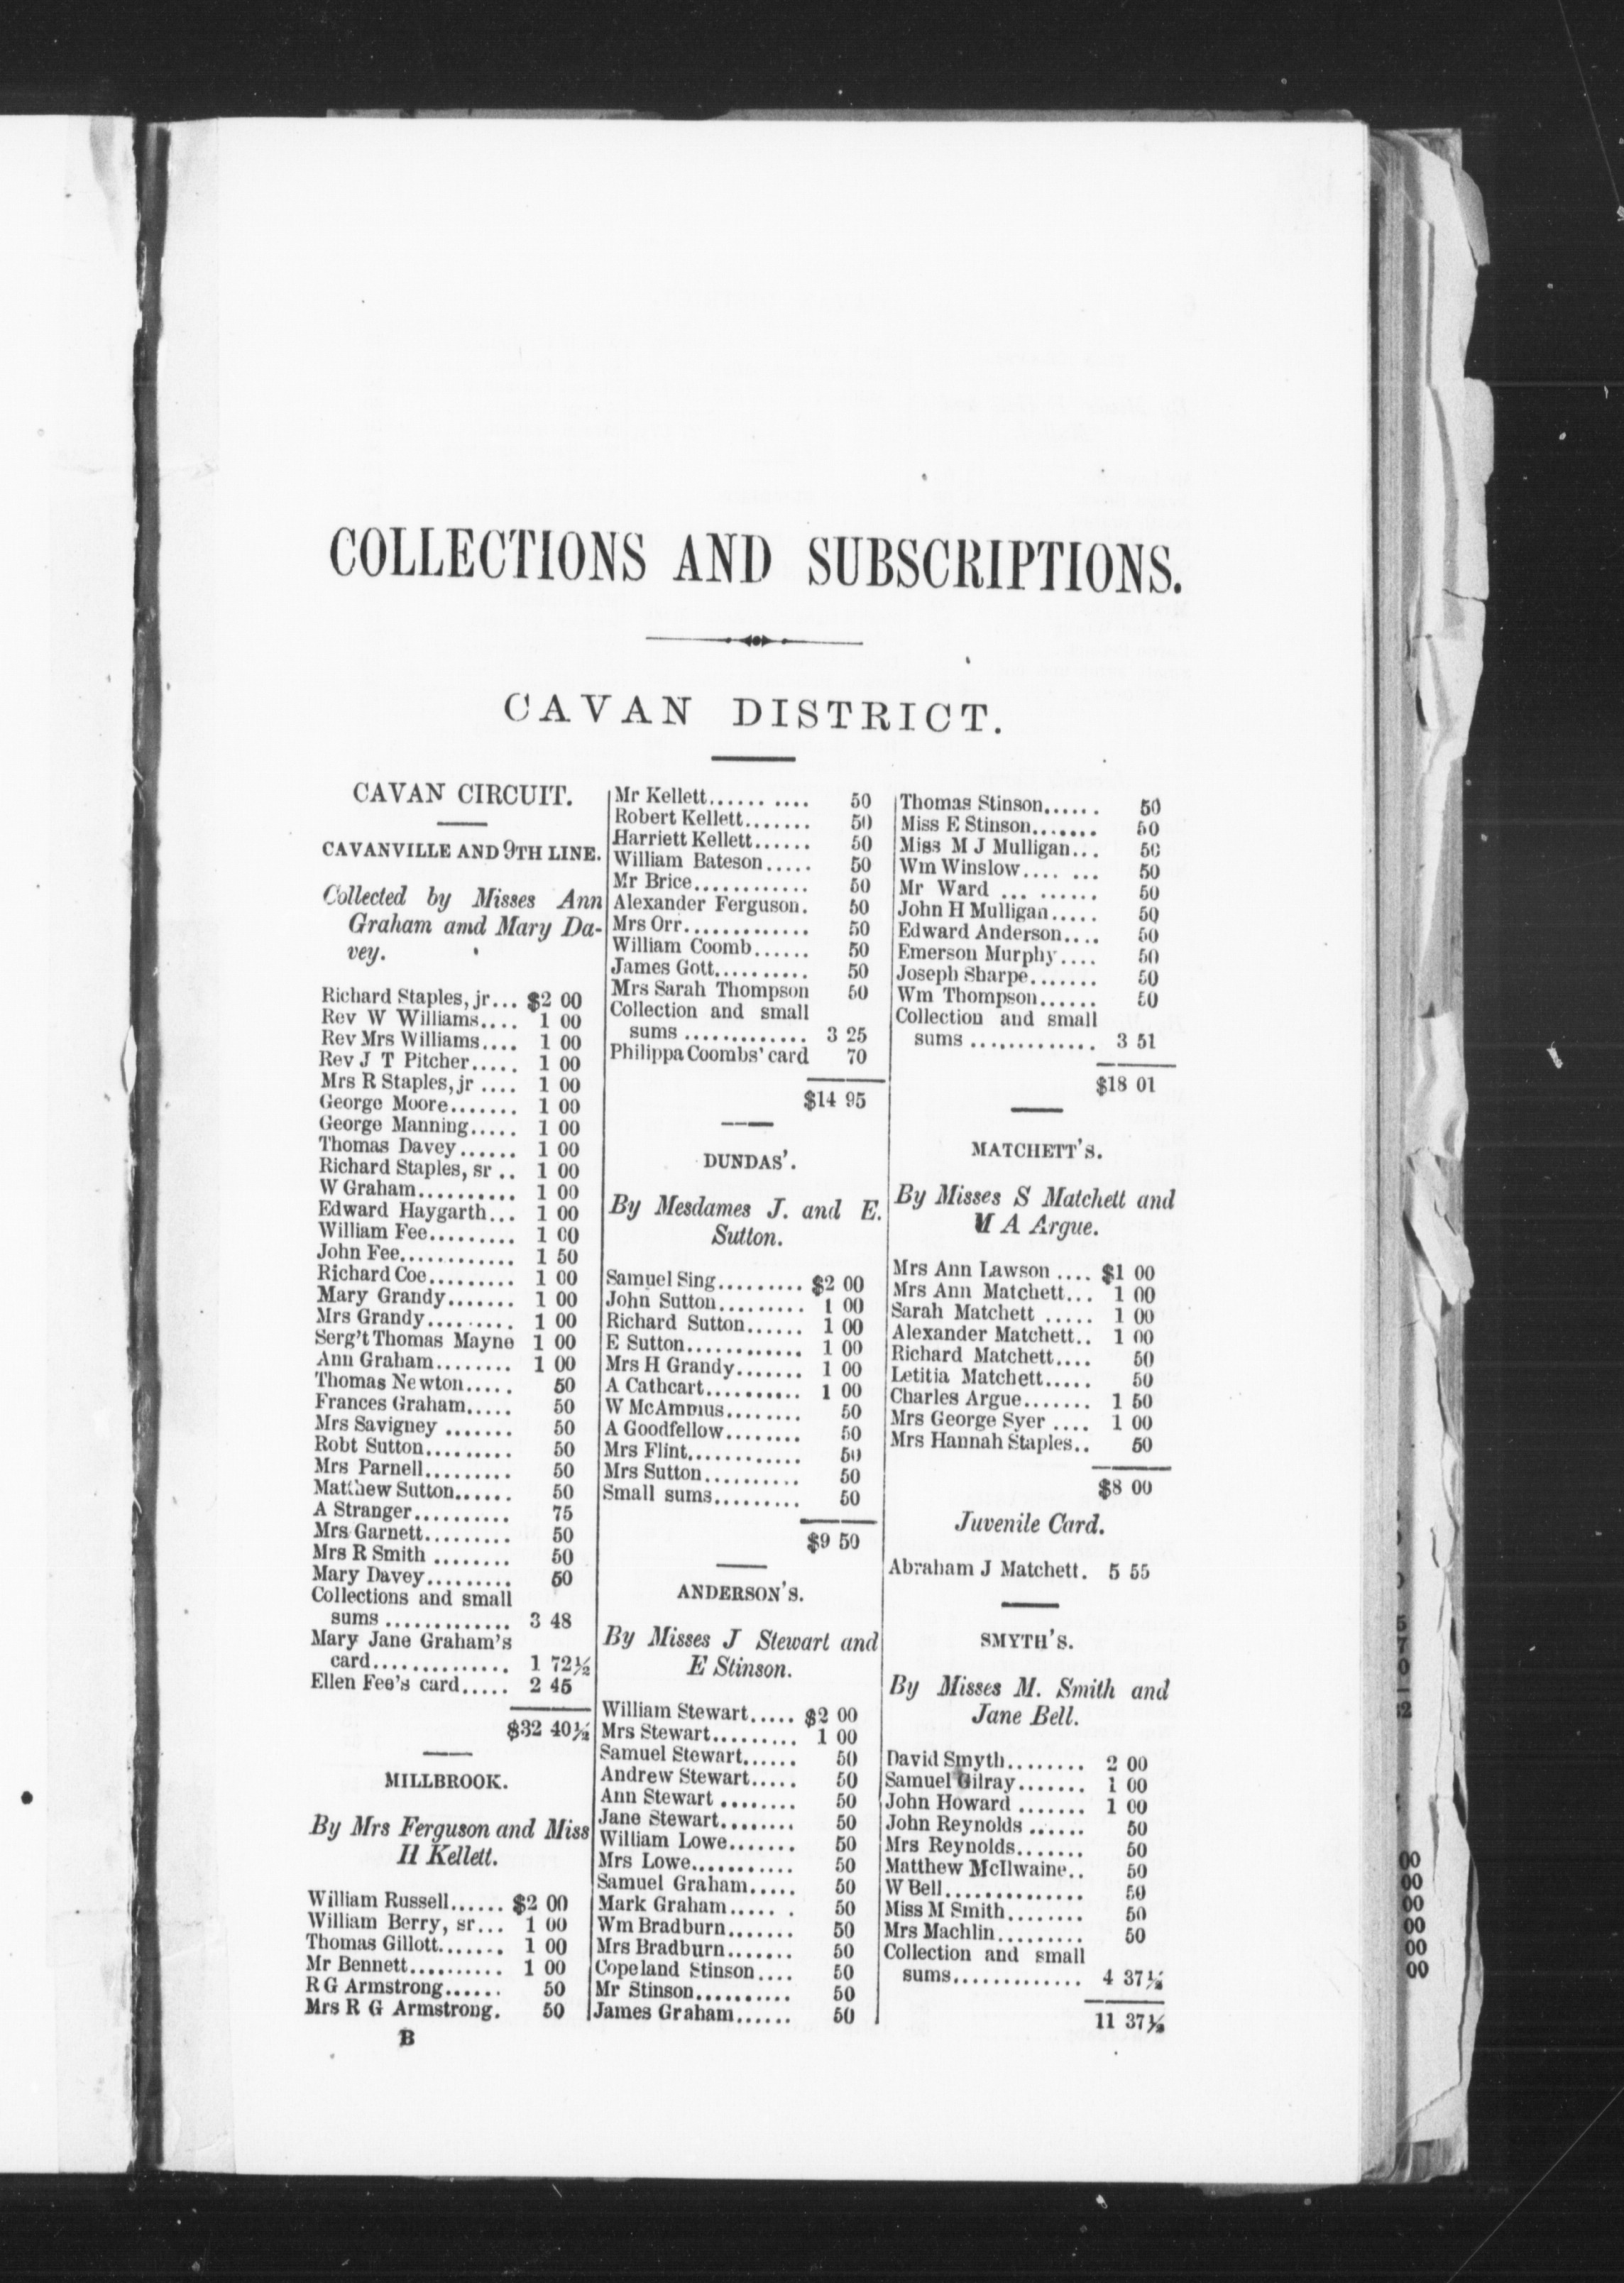 COLLECTIONS AND SUBSCRIPTIONS.
CAVAN DISTRICT.
CAVAN CIRCUIT.
CAVANVILLE AND 9TH LINE.
Collected by Misses Ann
Graham amd Mary Da-
vey.
Richard Staples, jr... $2 00
Rev W Williams.... 1 00
Rev Mrs Williams.... 1 00
Rev J T Pitcher..... 1 00
Mrs R Staples, jr .... 1 00
George Moore....... 1 00
George Manning..... 1 00
Thomas Davey...... 1 00
Richard Staples, sr .. 1 00
W Graham.......... 1 00
Edward Haygarth... 1 00
William Fee......... 1 00
John Fee............ 1 50
Richard Coe......... 1 00
Mary Grandy....... 1 00
Mrs Grandy......... 1 00
Serg't Thomas Mayne 1 00
Ann Graham........ 1 00
Thomas Newton..... 50
Frances Graham..... 50
Mrs Savigney ....... 50
Robt Sutton......... 50
Mrs Parnell......... 50
Matthew Sutton...... 50
A Stranger.......... 75
Mrs Garnett......... 50
Mrs R Smith ........ 50
Mary Davey......... 50
Collections and small
sums ............. 3 48
Mary Jane Graham's
card.............. 1 72½
Ellen Fee's card..... 2 45
$32 40½
MILLBROOK.
By Mrs Ferguson and Miss
H Kellett.
William Russell...... $2 00
William Berry, sr... 1 00
Thomas Gillott....... 1 00
Mr Bennett.......... 1 00
R G Armstrong...... 50
Mrs R G Armstrong. 50
B
Mr Kellett...... .... 50
Robert Kellett....... 50
Harriett Kellett...... 50
William Bateson..... 50
Mr Brice............ 50
Alexander Ferguson. 50
Mrs Orr............. 50
William Coomb...... 50
James Gott.......... 50
Mrs Sarah Thompson 50
Collection and small
sums ............. 3 25
Philippa Coombs' card 70
$14 95
DUNDAS'.
By Mesdames J. and E.
Sutton.
Samuel Sing......... $2 00
John Sutton......... 1 00
Richard Sutton...... 1 00
E Sutton............ 1 00
Mrs H Grandy....... 1 00
A Cathcart.......... 1 00
W McAmmus........ 50
A Goodfellow........ 50
Mrs Flint............ 50
Mrs Sutton.......... 50
Small sums......... 50
$9 50
ANDERSON'S.
By Misses J Stewart and
E Stinson.
William Stewart..... $2 00
Mrs Stewart......... 1 00
Samuel Stewart...... 50
Andrew Stewart..... 50
Ann Stewart ........ 50
Jane Stewart........ 50
William Lowe....... 50
Mrs Lowe........... 50
Samuel Graham..... 50
Mark Graham..... . 50
Wm Bradburn....... 50
Mrs Bradburn....... 50
Copeland Stinson.... 50
Mr Stinson.......... 50
James Graham...... 50
Thomas Stinson...... 50
Miss E Stinson....... 50
Miss M J Mulligan... 50
Wm Winslow.... ... 50
Mr Ward ... ...... 50
John H Mulligan..... 50
Edward Anderson.... 50
Emerson Murphy.... 50
Joseph Sharpe....... 50
Wm Thompson...... 50
Collection and small
sums ............. 3 51
$18 01
MATCHETT'S.
By Misses S Matchett and
M A Argue.
Mrs Ann Lawson .... $1 00
Mrs Ann Matchett... 1 00
Sarah Matchett ..... 1 00
Alexander Matchett.. 1 00
Richard Matchett.... 50
Letitia Matchett..... 50
Charles Argue....... 1 50
Mrs George Syer .... 1 00
Mrs Hannah Staples.. 50
$8 00
Juvenile Card.
Abraham J Matchett. 5 55
SMYTH'S.
By Misses M. Smith and
Jane Bell.
David Smyth........ 2 00
Samuel Gilray....... 1 00
John Howard ....... 1 00
John Reynolds ...... 50
Mrs Reynolds....... 50
Matthew McIlwaine.. 50
W Bell.............. 50
Miss M Smith........ 50
Mrs Machlin......... 50
Collection and small
sums............. 4 37½
11 37½